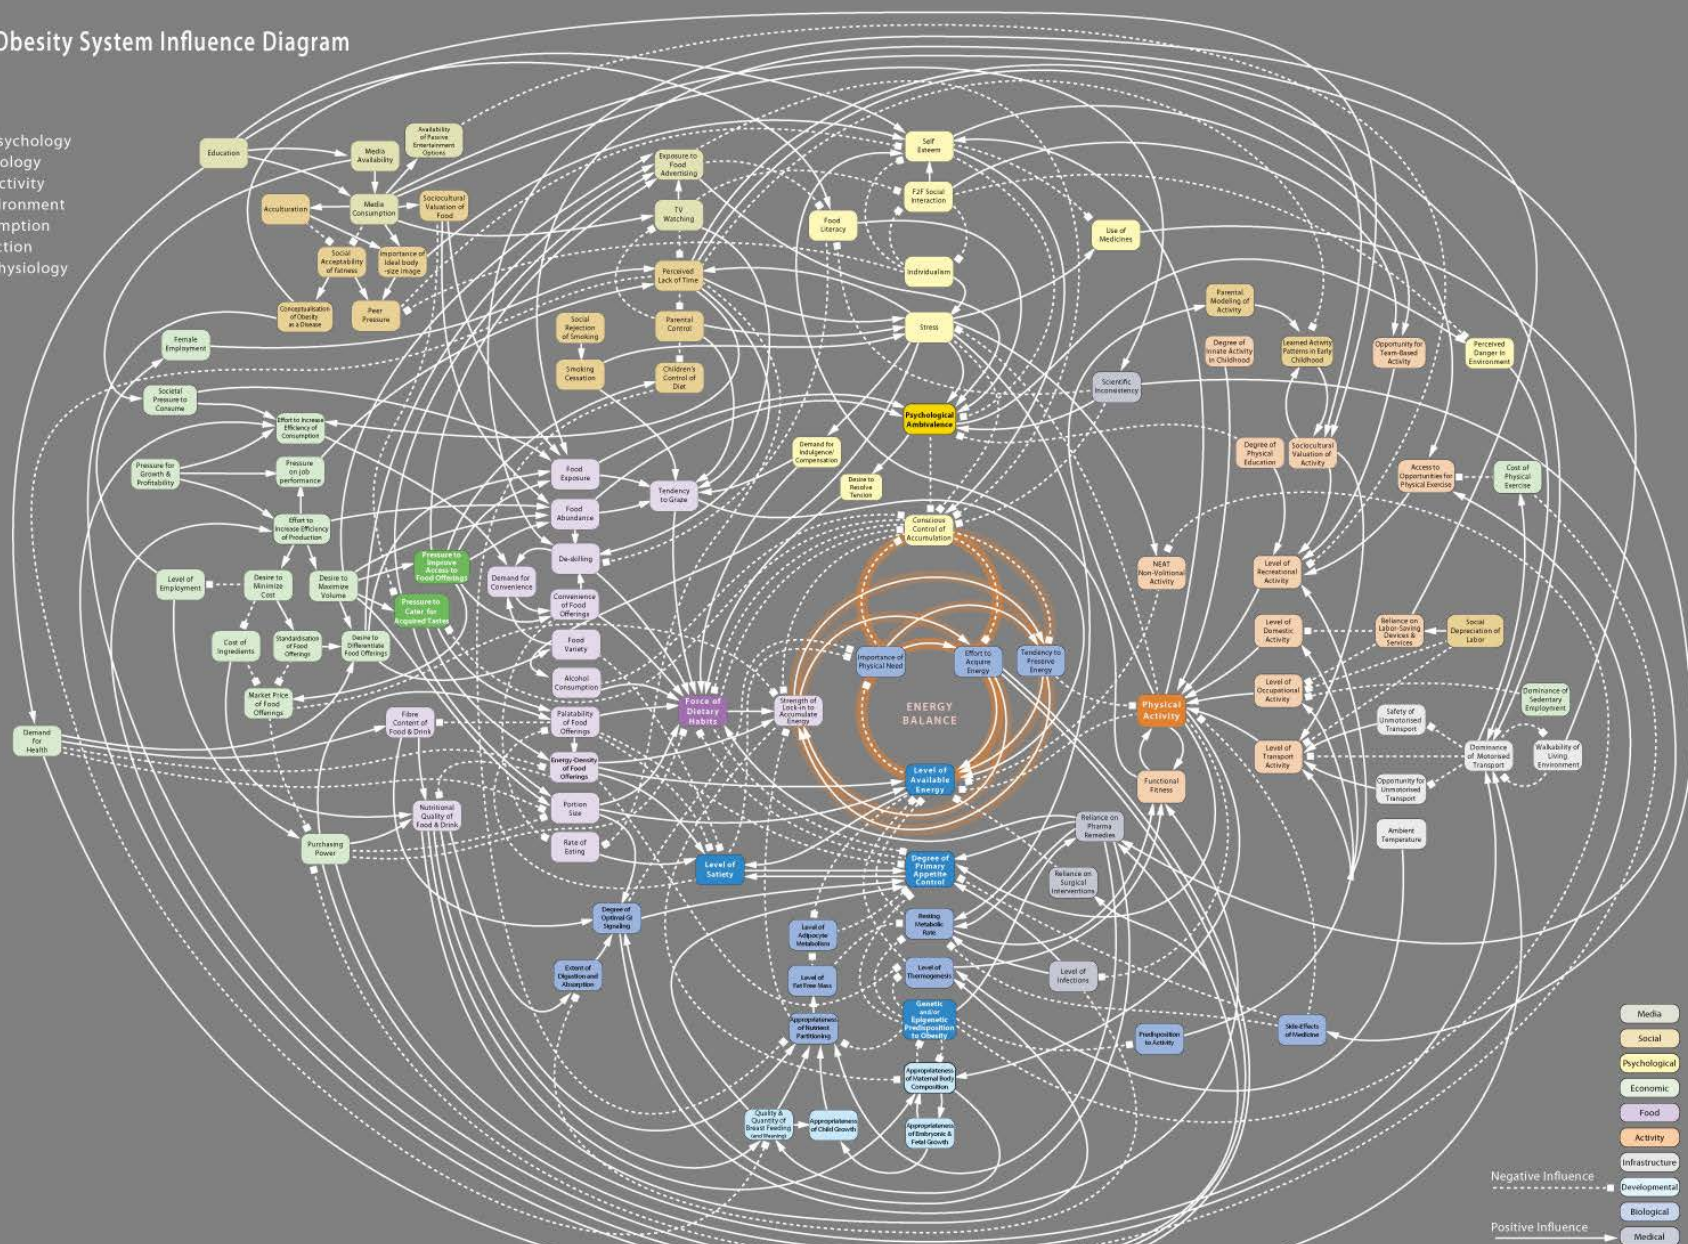 Obesity System Influence Diagram
sychology
ology
ctivity
ironment
mption
ction
hysiology
Education
Media
Availability
Availability
of Passive
Entertainment
Options
Acculturation
Media
Consumption
Sociocultural
Valuation of
Food
Social
Acceptability
of fatness
Importance of
Ideal body
-size image
Conceptualisation
of Obesity
as a Disease
Peer
Pressure
Exposure to
Food
Advertising
TV
Watching
Perceived
Lack of Time
Parental
Control
Children's
Control of
Diet
Social
Rejection
of Smoking
Smoking
Cessation
Self
Esteem
F2F Social
Interaction
Food
Literacy
Individualism
Stress
Use of
Medicines
Psychological
Ambivalence
Demand for
Indulgence/
Compensation
Desire to
Resolve
Tension
Conscious
Control of
Accumulation
Scientific
Inconsistency
Parental
Modeling of
Activity
Degree of
Innate Activity
in Childhood
Learned Activity
Patterns in Early
Childhood
Opportunity for
Team-Based
Activity
Perceived
Danger in
Environment
Degree of
Physical
Education
Sociocultural
Valuation of
Activity
Access to
Opportunities for
Physical Exercise
Cost of
Physical
Exercise
Female
Employment
Societal
Pressure to
Consume
Effort to Increase
Efficiency of
Consumption
Pressure for
Growth &
Profitability
Pressure
on job
performance
Effort to
Increase Efficiency
of Production
Level of
Employment
Desire to
Minimize
Cost
Desire to
Maximize
Volume
Pressure to
Improve
Access to
Food Offerings
Pressure to
Cater for
Acquired Tastes
Cost of
Ingredients
Standardisation
of Food
Offerings
Desire to
Differentiate
Food Offerings
Market Price
of Food
Offerings
Demand
For
Health
Purchasing
Power
Fibre
Content of
Food & Drink
Nutritional
Quality of
Food & Drink
Food
Exposure
Food
Abundance
De-skilling
Demand for
Convenience
Convenience
of Food
Offerings
Food
Variety
Alcohol
Consumption
Palatability
of Food
Offerings
Energy-Density
of Food
Offerings
Portion
Size
Rate of
Eating
Tendency
to Graze
Force of
Dietary
Habits
Strength of
Lock-in to
Accumulate
Energy
Importance of
Physical Need
Effort to
Acquire
Energy
Tendency to
Preserve
Energy
ENERGY
BALANCE
Level of
Available
Energy
NEAT
Non-Volitional
Activity
Level of
Recreational
Activity
Level of
Domestic
Activity
Reliance on
Labor-Saving
Devices &
Services
Social
Depreciation of
Labor
Level of
Occupational
Activity
Physical
Activity
Level of
Transport
Activity
Functional
Fitness
Safety of
Unmotorised
Transport
Opportunity for
Unmotorised
Transport
Dominance of
Sedentary
Employment
Dominance
of Motorised
Transport
Walkability of
Living
Environment
Ambient
Temperature
Level of
Satiety
Degree of
Primary
Appetite
Control
Reliance on
Pharma
Remedies
Reliance on
Surgical
Interventions
Degree of
Optimal GI
Signaling
Extent of
Digestion and
Absorption
Level of
Adipocyte
Metabolism
Level of
Fat Free Mass
Appropriateness
of Nutrient
Partitioning
Resting
Metabolic
Rate
Level of
Thermogenesis
Genetic
and/or
Epigenetic
Predisposition
to Obesity
Level of
Infections
Predisposition
to Activity
Side-Effects
of Medicine
Appropriateness
of Maternal Body
Composition
Quality &
Quantity of
Breast Feeding
(and Weaning)
Appropriateness
of Child Growth
Appropriateness
of Embryonic &
Fetal Growth
Media
Social
Psychological
Economic
Food
Activity
Infrastructure
Developmental
Biological
Medical
Negative Influence
Positive Influence